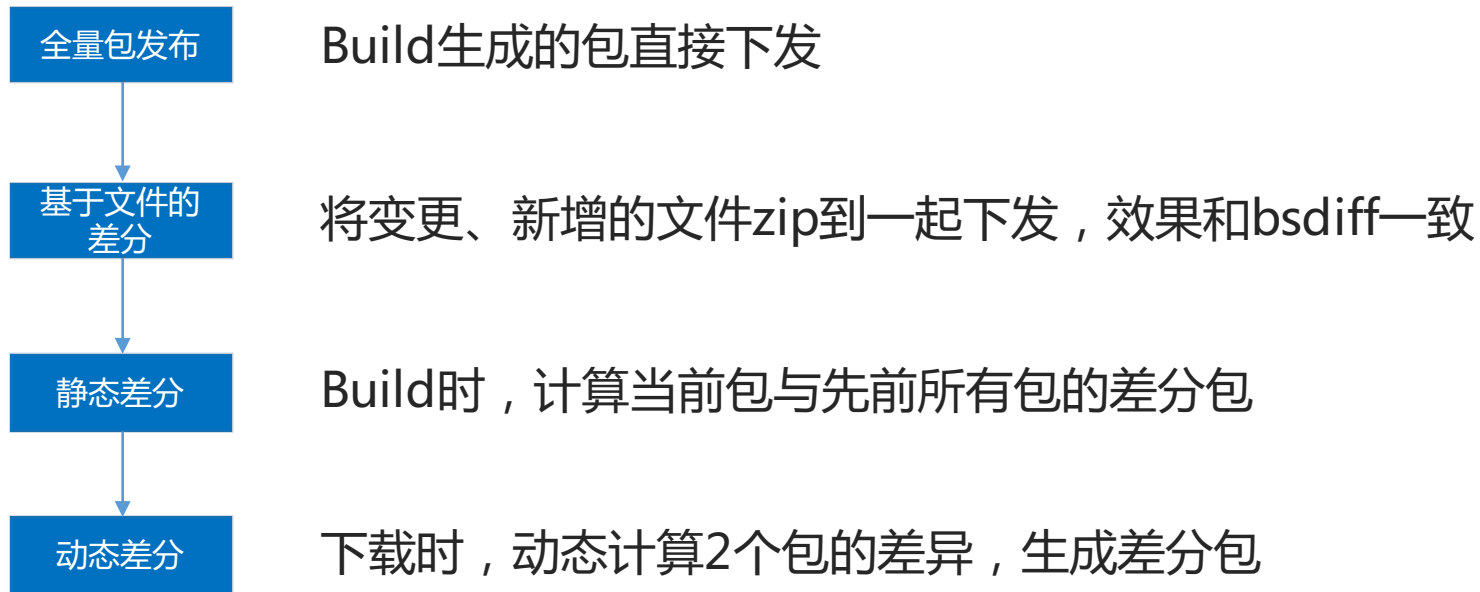 全量包发布
Build生成的包直接下发
基于文件的
差分
将变更、新增的文件zip到一起下发，效果和bsdiff一致
静态差分
Build时，计算当前包与先前所有包的差分包
动态差分
下载时，动态计算2个包的差异，生成差分包